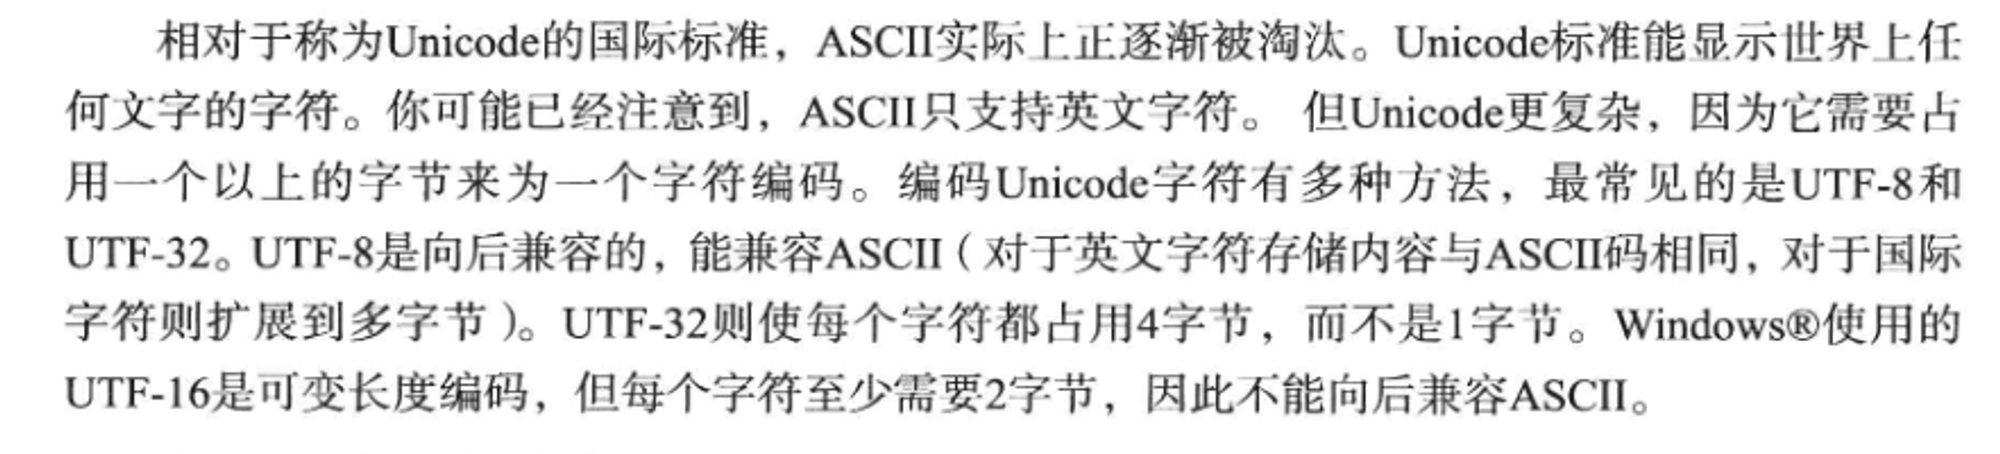 相对于称为Unicode的国际标准，ASCII实际上正逐渐被淘汰。Unicode标准能显示世界上任
何文字的字符。你可能已经注意到，ASCII只支持英文字符。 但Unicode更复杂，因为它需要占
用一个以上的字节来为一个字符编码。编码Unicode字符有多种方法，最常见的是UTF-8和
UTF-32。UTF-8是向后兼容的，能兼容ASCII（对于英文字符存储内容与ASCII码相同，对于国际
字符则扩展到多字节）。UTF-32则使每个字符都占用4字节，而不是1字节。Windows®使用的
UTF-16是可变长度编码，但每个字符至少需要2字节，因此不能向后兼容ASCII。